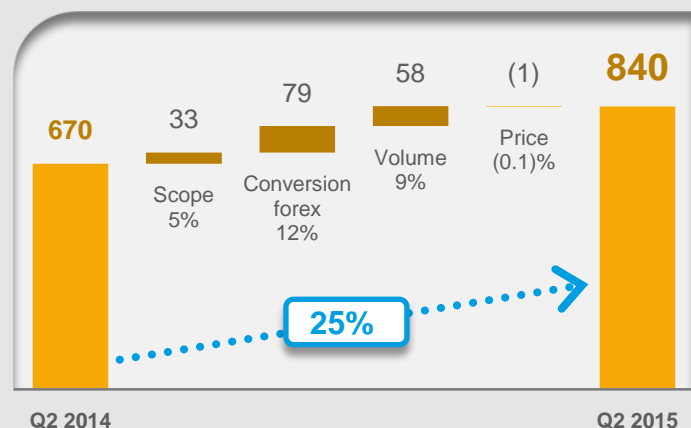 670
33
Scope
5%
79
Conversion
forex
12%
58
Volume
9%
(1)
Price
(0.1)%
840
25%
Q2 2014
Q2 2015